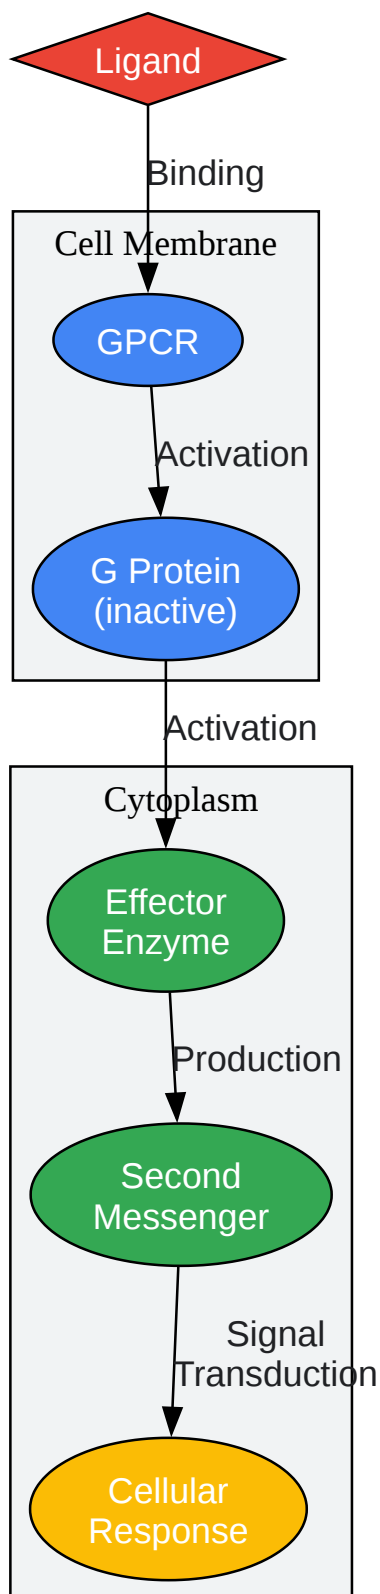 Ligand
Binding
Cell Membrane
GPCR
Activation
G Protein
(inactive)
Activation
Cytoplasm
Effector
Enzyme
Production
Second
Messenger
Signal
Transduction
Cellular
Response